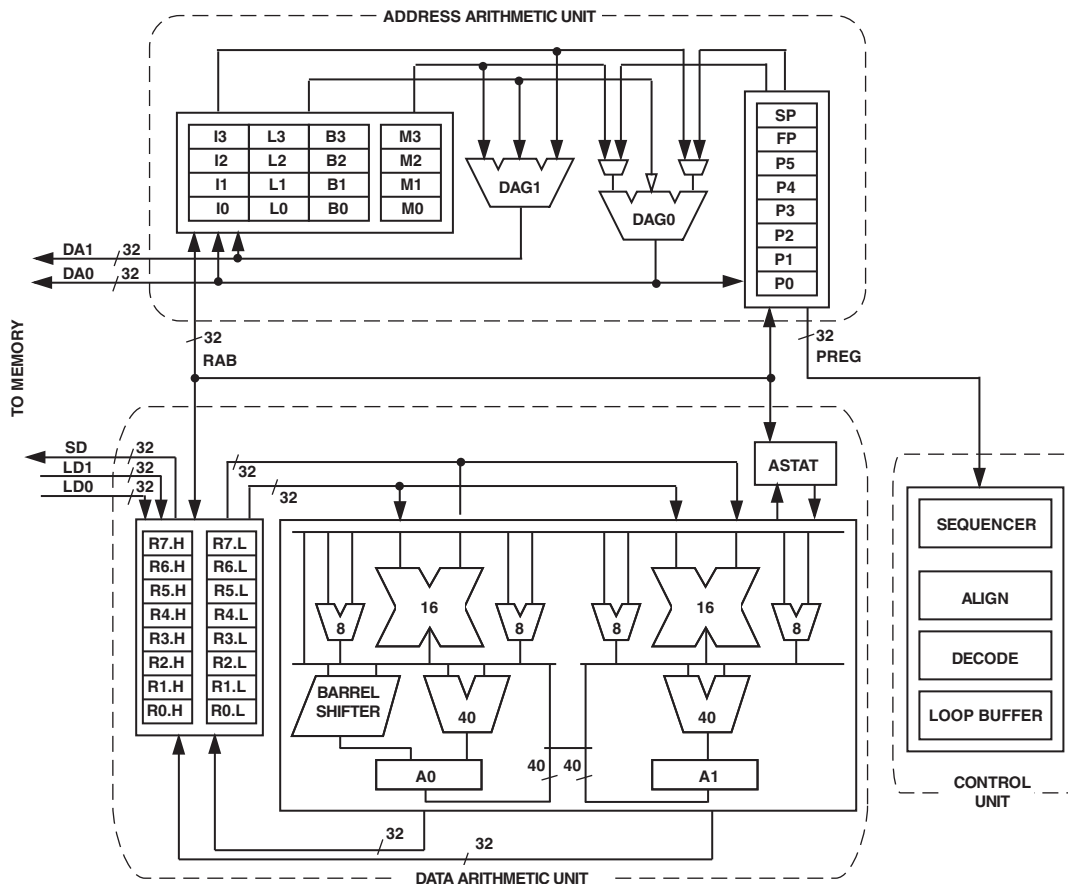 ADDRESS ARITHMETIC UNIT
I3 L3 B3 M3
I2 L2 B2 M2
I1 L1 B1 M1
I0 L0 B0 M0
DAG1
DAG0
SP
FP
P5
P4
P3
P2
P1
P0
DA1 32
DA0 32
32
RAB
32
PREG
TO MEMORY
SD 32
LD1 32
LD0 32
32
32
ASTAT
R7.H R7.L
R6.H R6.L
R5.H R5.L
R4.H R4.L
R3.H R3.L
R2.H R2.L
R1.H R1.L
R0.H R0.L
8 16 8 8 16 8
BARREL
SHIFTER
40
40
A0
40 40
A1
32
32
DATA ARITHMETIC UNIT
SEQUENCER
ALIGN
DECODE
LOOP BUFFER
CONTROL
UNIT